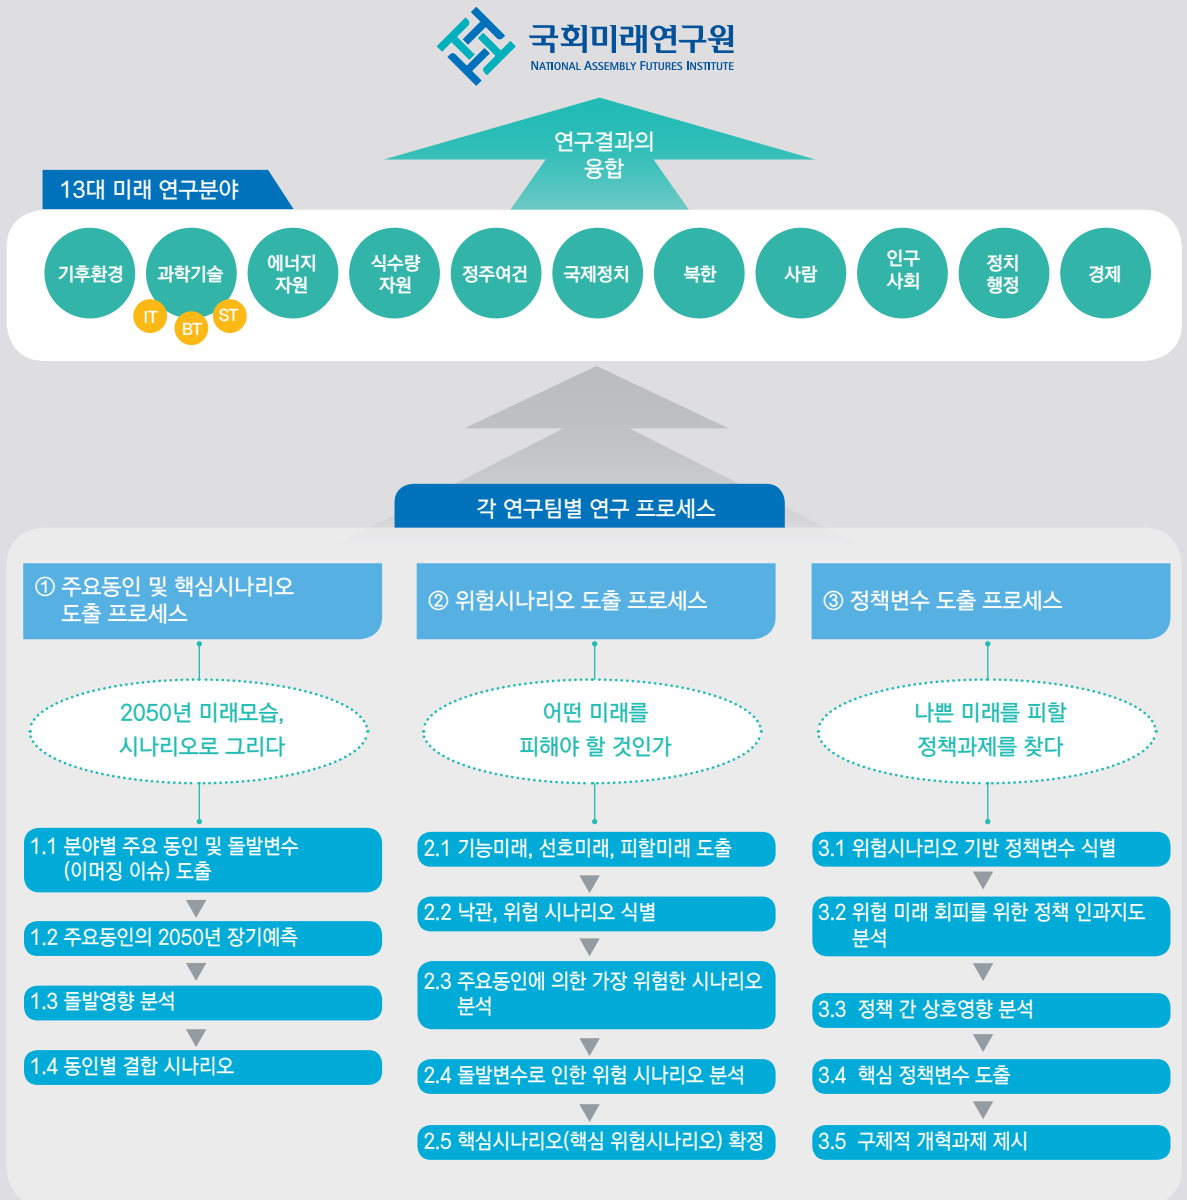 국회미래연구원
NATIONAL ASSEMBLY FUTURES INSTITUTE
연구결과의
융합
13대 미래 연구분야
기후환경
과학기술
IT
BT
ST
에너지
자원
식수량
자원
정주여건
국제정치
북한
사람
인구
사회
정치
행정
경제
각 연구팀별 연구 프로세스
① 주요동인 및 핵심시나리오
도출 프로세스
2050년 미래모습,
시나리오로 그리다
1.1 분야별 주요 동인 및 돌발변수
(이머징 이슈) 도출
1.2 주요동인의 2050년 장기예측
1.3 돌발영향 분석
1.4 동인별 결합 시나리오
② 위험시나리오 도출 프로세스
어떤 미래를
피해야 할 것인가
2.1 기능미래, 선호미래, 피할미래 도출
2.2 낙관, 위험 시나리오 식별
2.3 주요동인에 의한 가장 위험한 시나리오
분석
2.4 돌발변수로 인한 위험 시나리오 분석
2.5 핵심시나리오(핵심 위험시나리오) 확정
③ 정책변수 도출 프로세스
나쁜 미래를 피할
정책과제를 찾다
3.1 위험시나리오 기반 정책변수 식별
3.2 위험 미래 회피를 위한 정책 인과지도
분석
3.3 정책 간 상호영향 분석
3.4 핵심 정책변수 도출
3.5 구체적 개혁과제 제시